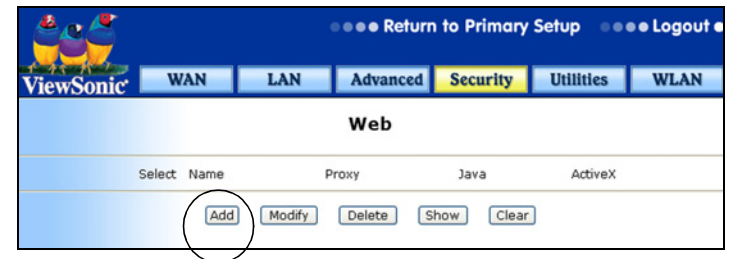 Return to Primary Setup Logout
ViewSonic WAN LAN Advanced Security Utilities WLAN
Web
Select Name Proxy Java ActiveX
Add Modify Delete Show Clear